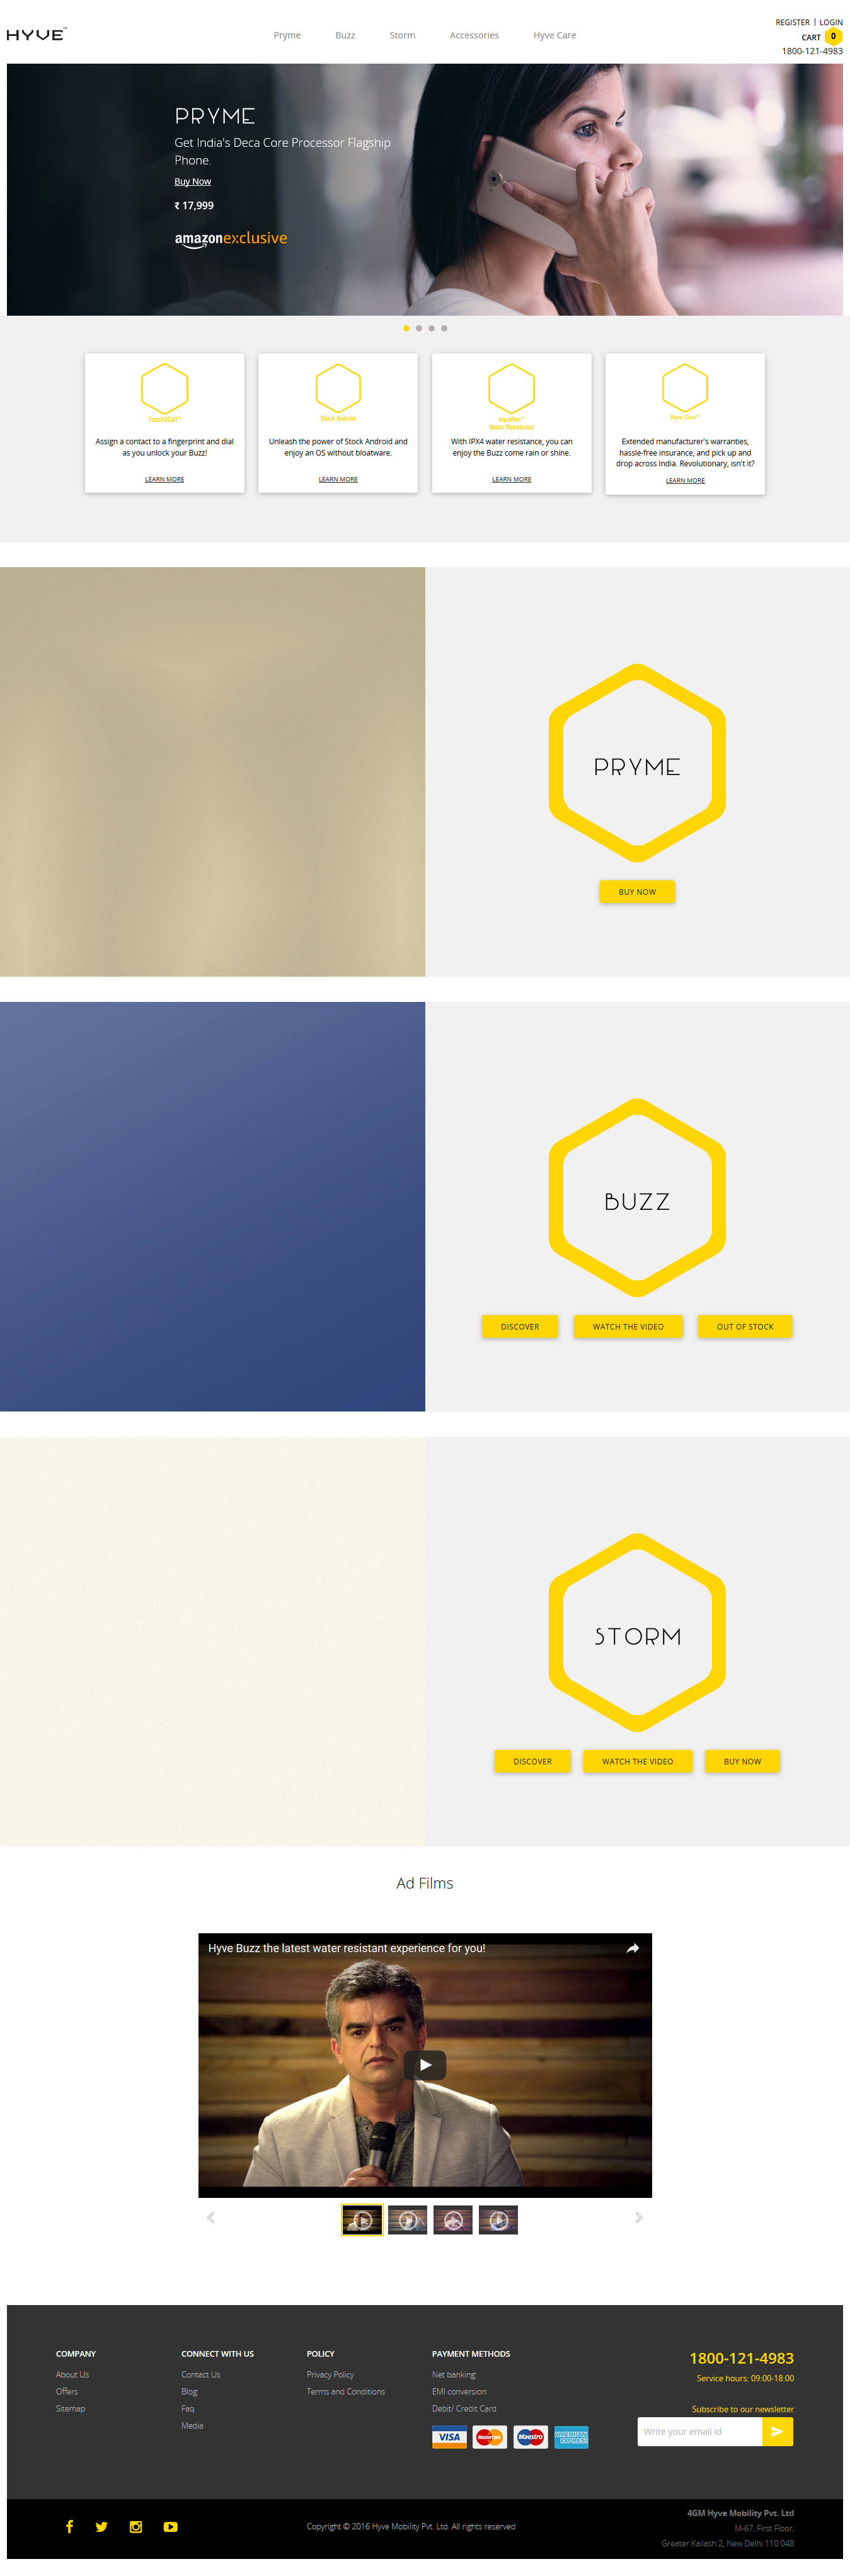 HYVE™
Pryme Buzz Storm Accessories Hyve Care
REGISTER | LOGIN
CART 0
1800-121-4983
PRYME
Get India's Deca Core Processor Flagship
Phone.
Buy Now
₹ 17,999
amazonexclusive
Touch2Call™
Assign a contact to a fingerprint and dial
as you unlock your Buzz!
LEARN MORE
Stock Android
Unleash the power of Stock Android and
enjoy an OS without bloatware.
LEARN MORE
AquaRes™
Water Resistance
With IPX4 water resistance, you can
enjoy the Buzz come rain or shine.
LEARN MORE
Hyve Care™
Extended manufacturer's warranties,
hassle-free insurance, and pick up and
drop across India. Revolutionary, isn't it?
LEARN MORE
PRYME
BUY NOW
BUZZ
DISCOVER WATCH THE VIDEO OUT OF STOCK
STORM
DISCOVER WATCH THE VIDEO BUY NOW
Ad Films
Hyve Buzz the latest water resistant experience for you!
COMPANY
About Us
Offers
Sitemap
CONNECT WITH US
Contact Us
Blog
Faq
Media
POLICY
Privacy Policy
Terms and Conditions
PAYMENT METHODS
Net banking
EMI conversion
Debit/ Credit Card
VISA MasterCard Maestro AMERICAN EXPRESS
1800-121-4983
Service hours: 09:00-18:00
Subscribe to our newsletter
Write your email id
Copyright © 2016 Hyve Mobility Pvt. Ltd. All rights reserved
4GM Hyve Mobility Pvt. Ltd
M-67, First Floor,
Greater Kailash 2, New Delhi 110 048